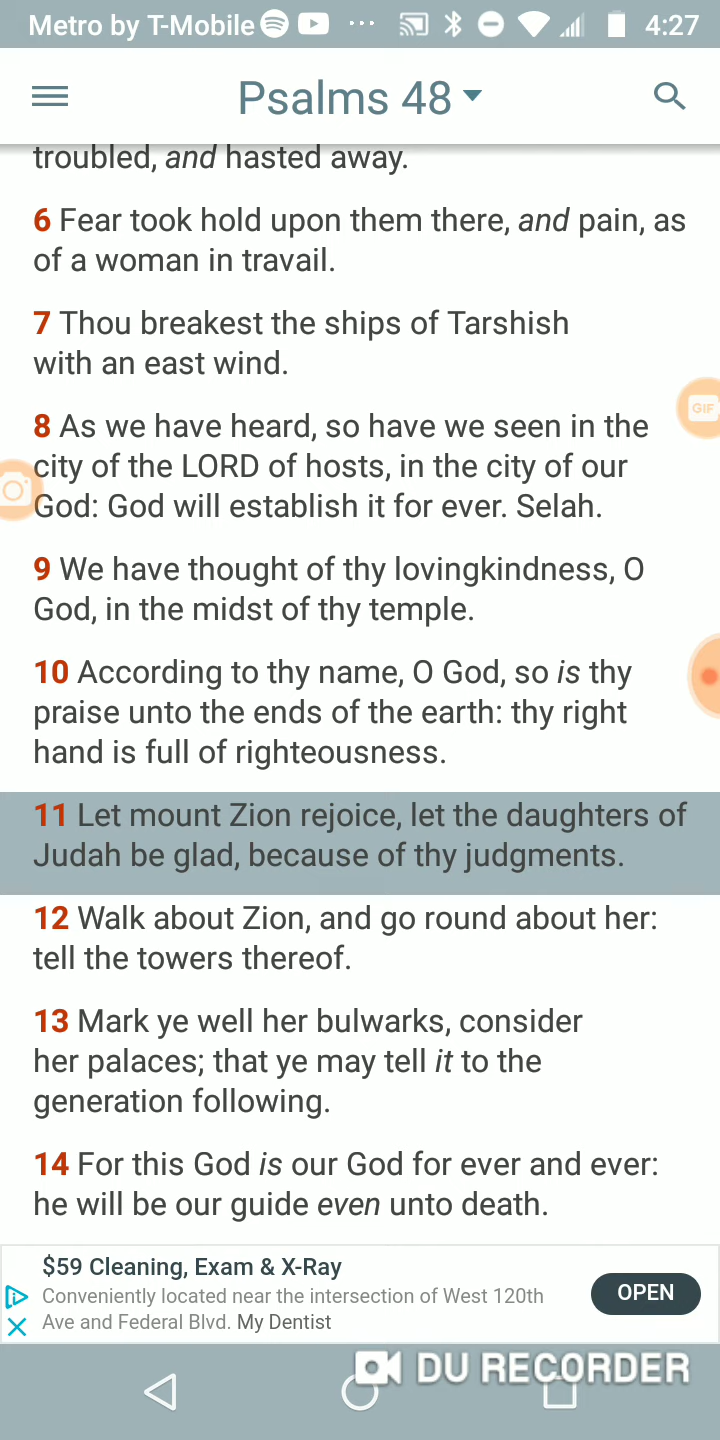 Metro by T-Mobile 4:27
Psalms 48
troubled, and hasted away.
6 Fear took hold upon them there, and pain, as
of a woman in travail.
7 Thou breakest the ships of Tarshish
with an east wind.
8 As we have heard, so have we seen in the
city of the LORD of hosts, in the city of our
God: God will establish it for ever. Selah.
9 We have thought of thy lovingkindness, O
God, in the midst of thy temple.
10 According to thy name, O God, so is thy
praise unto the ends of the earth: thy right
hand is full of righteousness.
11 Let mount Zion rejoice, let the daughters of
Judah be glad, because of thy judgments.
12 Walk about Zion, and go round about her:
tell the towers thereof.
13 Mark ye well her bulwarks, consider
her palaces; that ye may tell it to the
generation following.
14 For this God is our God for ever and ever:
he will be our guide even unto death.
GIF
$59 Cleaning, Exam & X-Ray
Conveniently located near the intersection of West 120th
Ave and Federal Blvd. My Dentist
OPEN
DU RECORDER